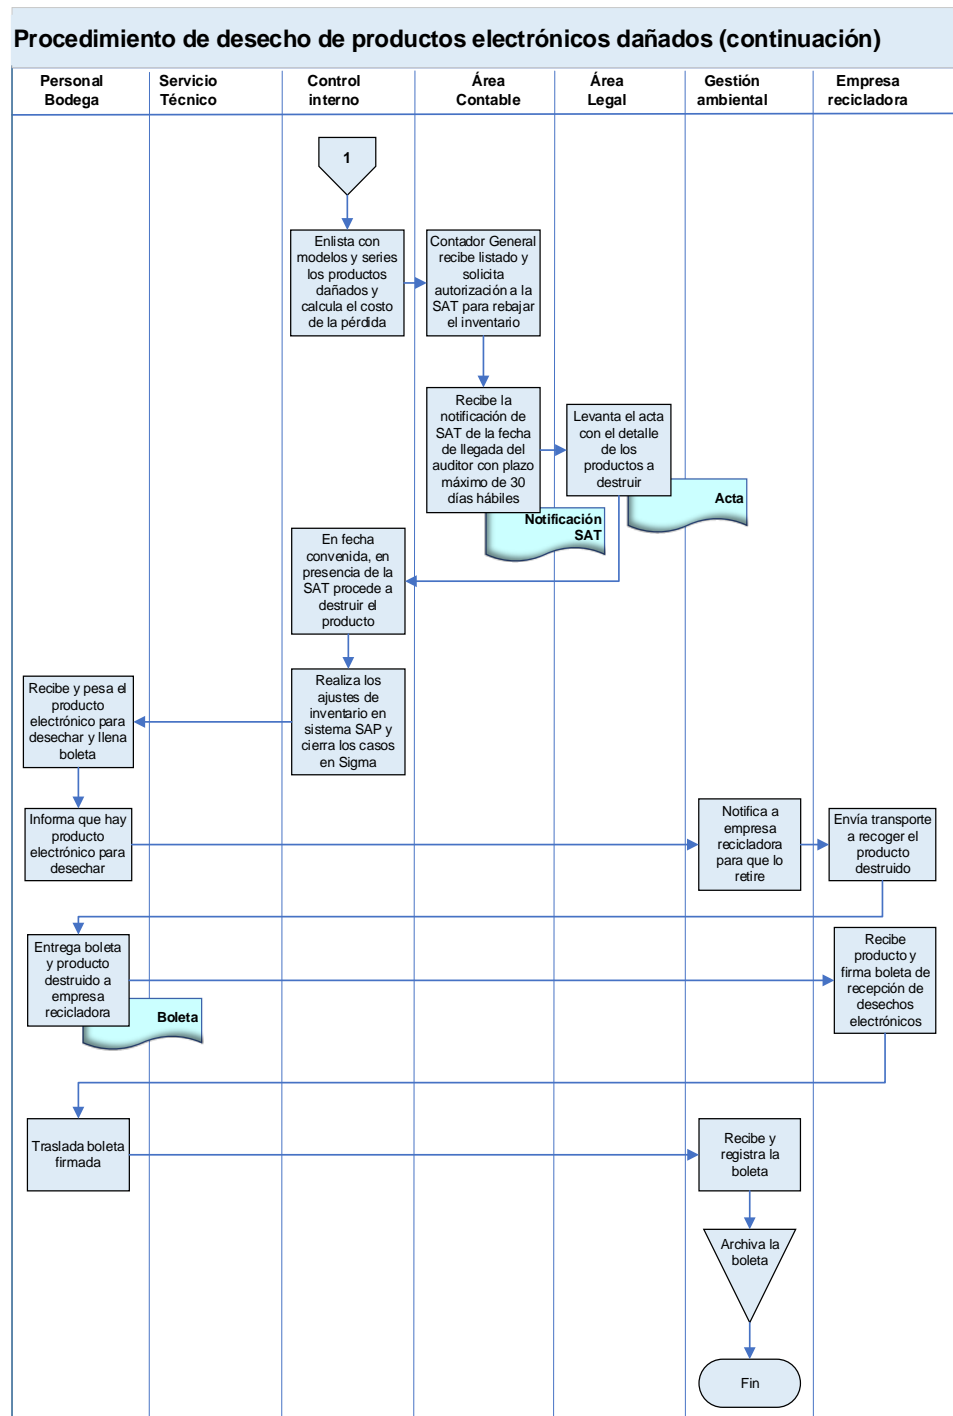 Procedimiento de desecho de productos electrónicos dañados (continuación)
Personal
Bodega
Servicio
Técnico
Control
interno
Área
Contable
Área
Legal
Gestión
ambiental
Empresa
recicladora
1
Enlista con
modelos y series
los productos
dañados y
calcula el costo
de la pérdida
Contador General
recibe listado y
solicita
autorización a la
SAT para rebajar
el inventario
Recibe la
notificación de
SAT de la fecha
de llegada del
auditor con plazo
máximo de 30
días hábiles
Notificación
SAT
Levanta el acta
con el detalle
de los
productos a
destruir
Acta
En fecha
convenida, en
presencia de la
SAT procede a
destruir el
producto
Realiza los
ajustes de
inventario en
sistema SAP y
cierra los casos
en Sigma
Recibe y pesa el
producto
electrónico para
desechar y llena
boleta
Informa que hay
producto
electrónico para
desechar
Notifica a
empresa
recicladora
para que lo
retire
Envía transporte
a recoger el
producto
destruido
Entrega boleta
y producto
destruido a
empresa
recicladora
Boleta
Recibe
producto y
firma boleta de
recepción de
desechos
electrónicos
Traslada boleta
firmada
Recibe y
registra la
boleta
Archiva la
boleta
Fin